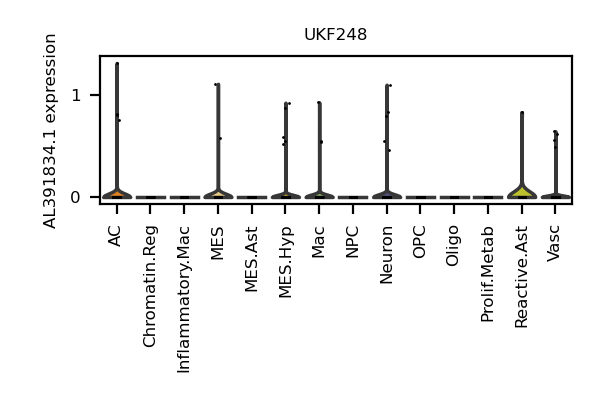 UKF248
AL391834.1 expression
1
0
AC
Chromatin.Reg
Inflammatory.Mac
MES
MES.Ast
MES.Hyp
Mac
NPC
Neuron
OPC
Oligo
Prolif.Metab
Reactive.Ast
Vasc